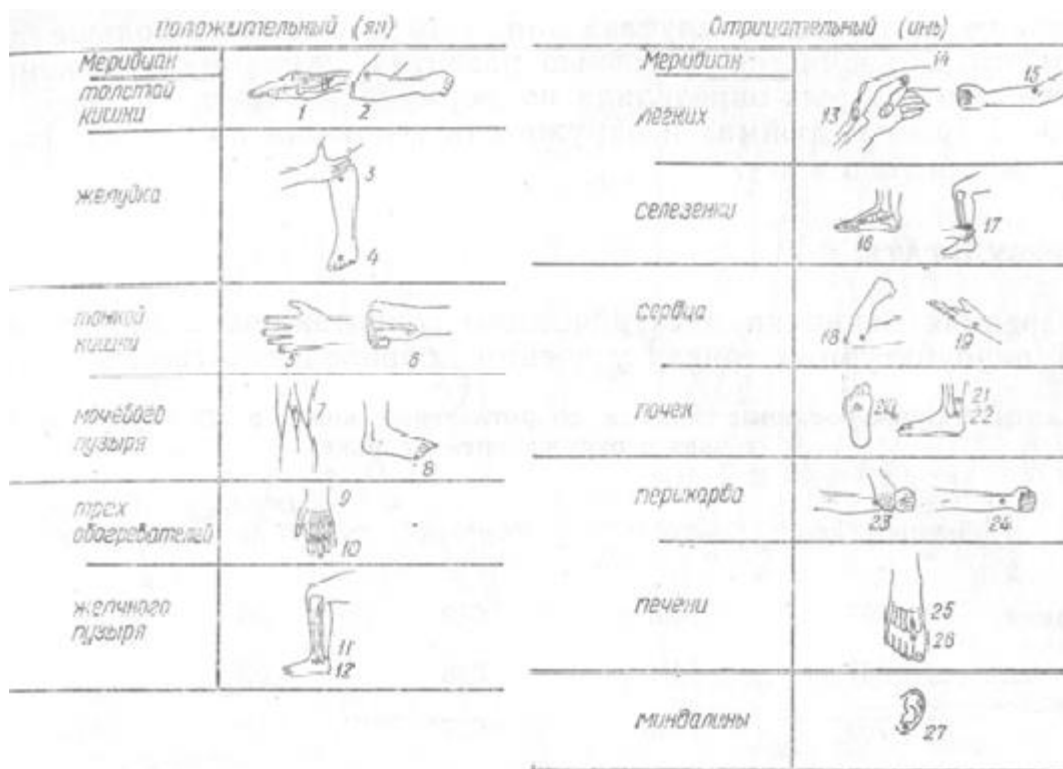 Положительный (ян)
Меридиан
толстой
кишки
1
2
желудка
3
4
тонкой
кишки
5
6
мочевого
пузыря
7
8
трех
обогревателей
9
10
желчного
пузыря
11
12
Отрицательный (инь)
Меридиан
легких
13
14
15
селезенки
16
17
сердца
18
19
почек
20
21
22
перикарда
23
24
печени
25
26
миндалины
27